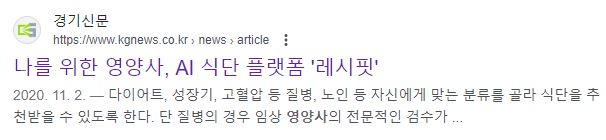 경기신문
https://www.kgnews.co.kr › news › article
나를 위한 영양사, AI 식단 플랫폼 '레시핏'
2020. 11. 2. — 다이어트, 성장기, 고혈압 등 질병, 노인 등 자신에게 맞는 분류를 골라 식단을 추
천받을 수 있도록 한다. 단 질병의 경우 임상 영양사의 전문적인 검수가 ...